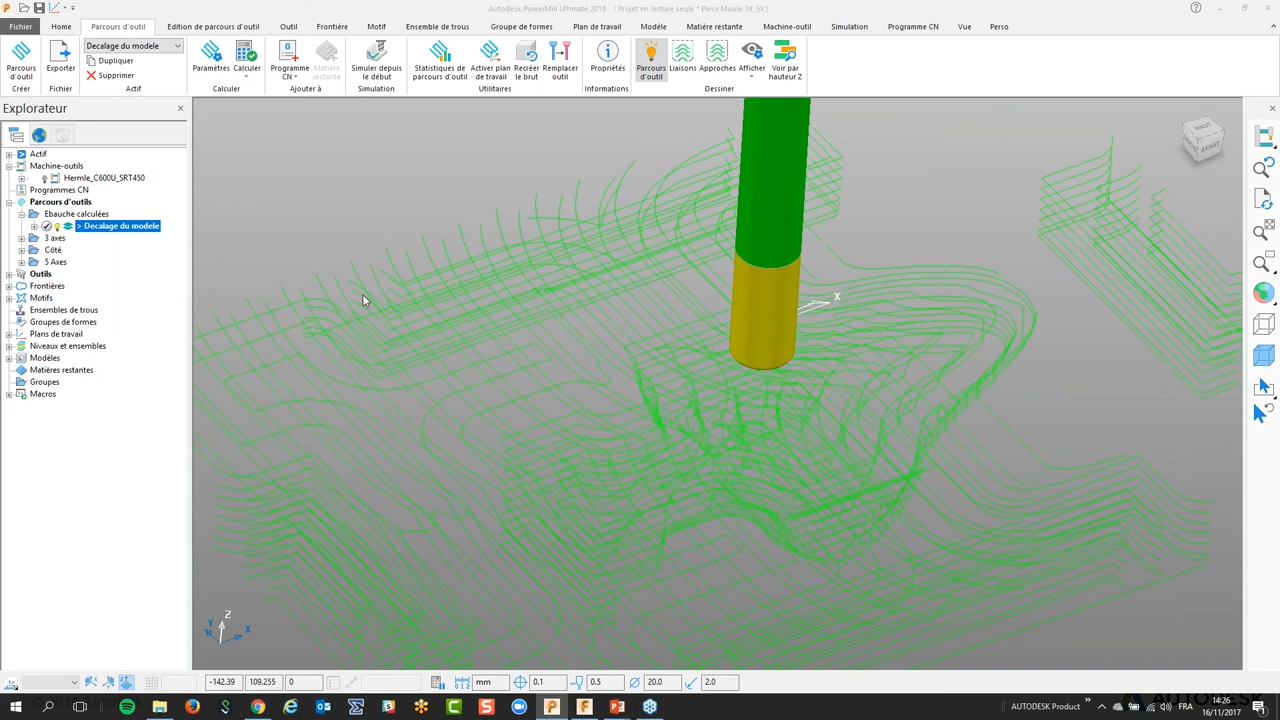 Autodesk PowerMill Ultimate 2018 [ Projet en lecture seule * Piece Moule 3X_5X ]
Fichier Home Parcours d'outil Edition de parcours d'outil Outil Frontière Motif Ensemble de trous Groupe de formes Plan de travail Modèle Matière restante Machine-outil Simulation Programme CN Vue Perso
Parcours d'outil
Exporter
Decalage du modele
Dupliquer
Supprimer
Paramètres
Calculer
Programme CN
Matière restante
Simuler depuis le début
Statistiques de parcours d'outil
Activer plan de travail
Recréer le brut
Remplacer outil
Propriétés
Parcours d'outil
Liaisons
Approches
Afficher
Voir par hauteur Z
Créer Fichier Actif Calculer Ajouter à Simulation Utilitaires Informations Dessiner
Explorateur
Actif
Machine-outils
Hermle_C600U_SRT450
Programmes CN
Parcours d'outils
Ebauche calculées
> Decalage du modele
3 axes
Côté
5 Axes
Outils
Frontières
Motifs
Ensembles de trous
Groupes de formes
Plans de travail
Niveaux et ensembles
Modèles
Matières restantes
Groupes
Macros
HAUT
AVANT
X
Z
Y
X
-142.39 109.255 0 mm 0.1 0.5 20.0 2.0
AUTODESK Product FRA 14:26
16/11/2017